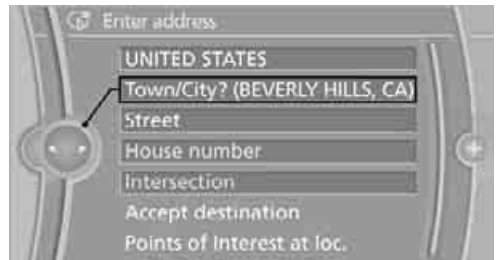 Enter address
UNITED STATES
Town/City? (BEVERLY HILLS, CA)
Street
House number
Intersection
Accept destination
Points of Interest at loc.